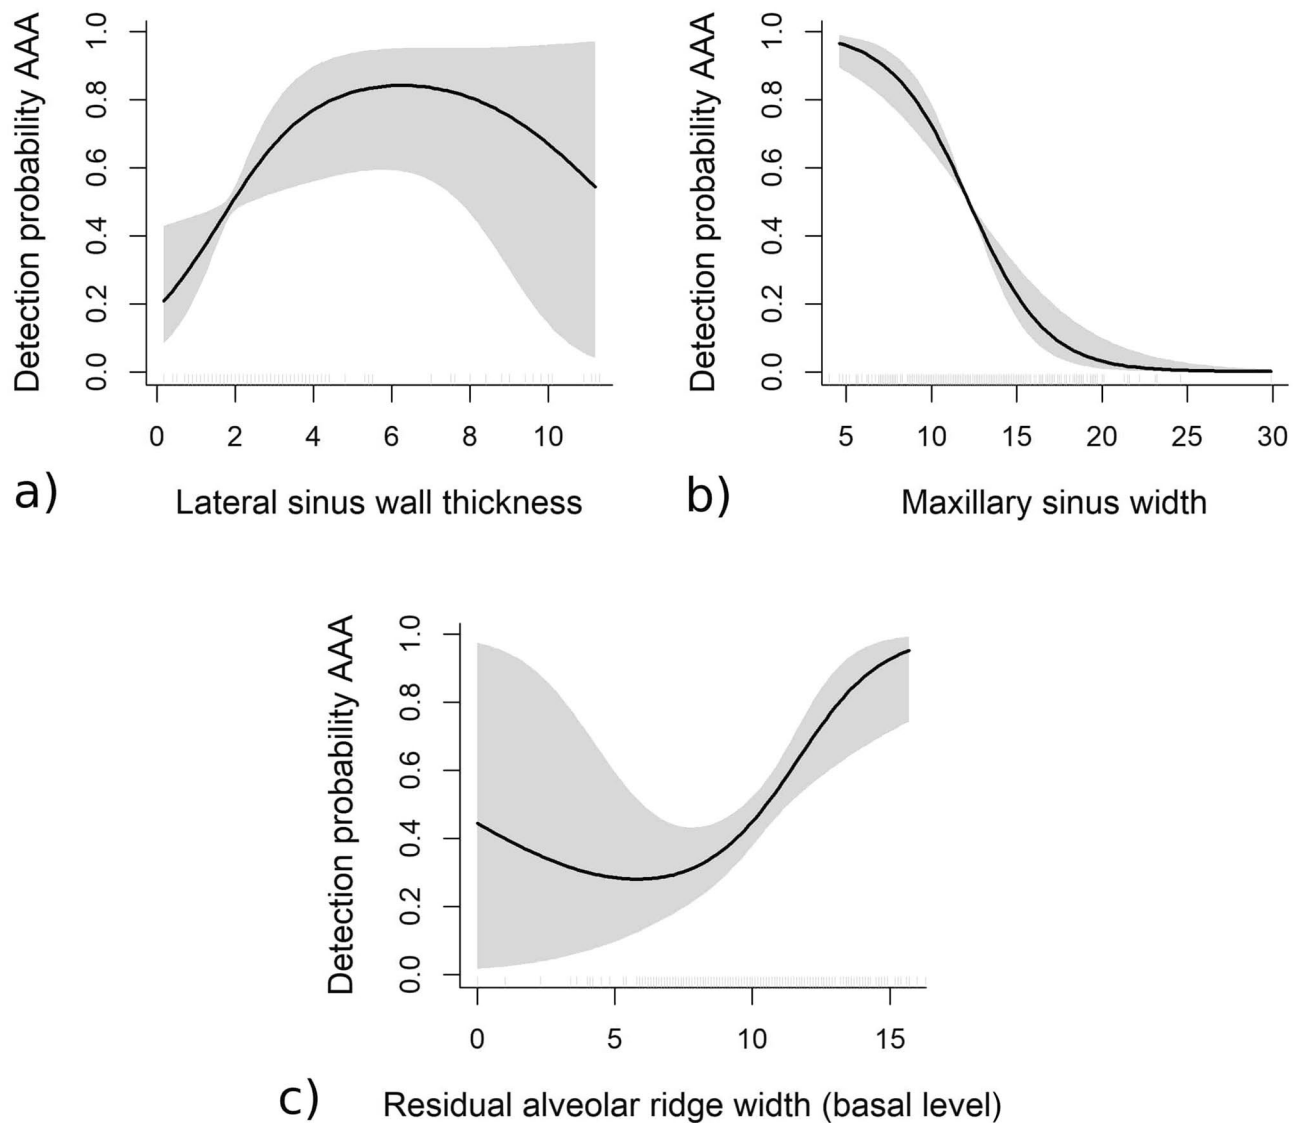 Detection probability AAA
1.0
0.8
0.6
0.4
0.2
0.0
0 2 4 6 8 10
a) Lateral sinus wall thickness
Detection probability AAA
1.0
0.8
0.6
0.4
0.2
0.0
5 10 15 20 25 30
b) Maxillary sinus width
Detection probability AAA
1.0
0.8
0.6
0.4
0.2
0.0
0 5 10 15
c) Residual alveolar ridge width (basal level)